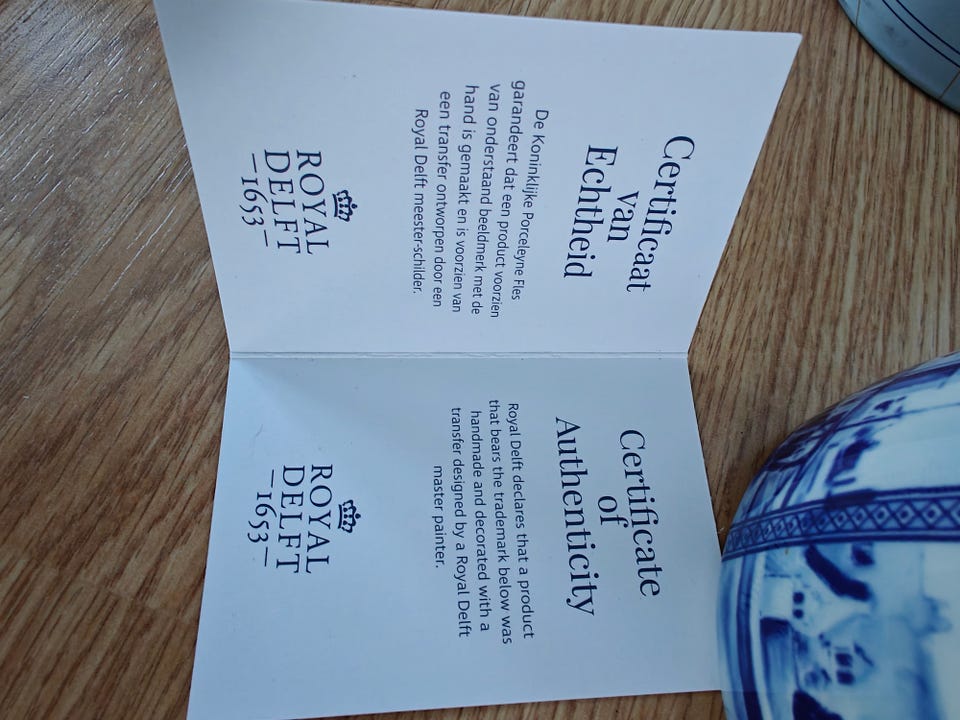 Certificaat
van
Echtheid
De Koninklijke Porceleyne Fles
garandeert dat een product voorzien
van onderstaand beeldmerk met de
hand is gemaakt en is voorzien van
een transfer ontworpen door een
Royal Delft meester-schilder.
ROYAL
DELFT
—1653—
Certificate
of
Authenticity
Royal Delft declares that a product
that bears the trademark below was
handmade and decorated with a
transfer designed by a Royal Delft
master painter.
ROYAL
DELFT
—1653—